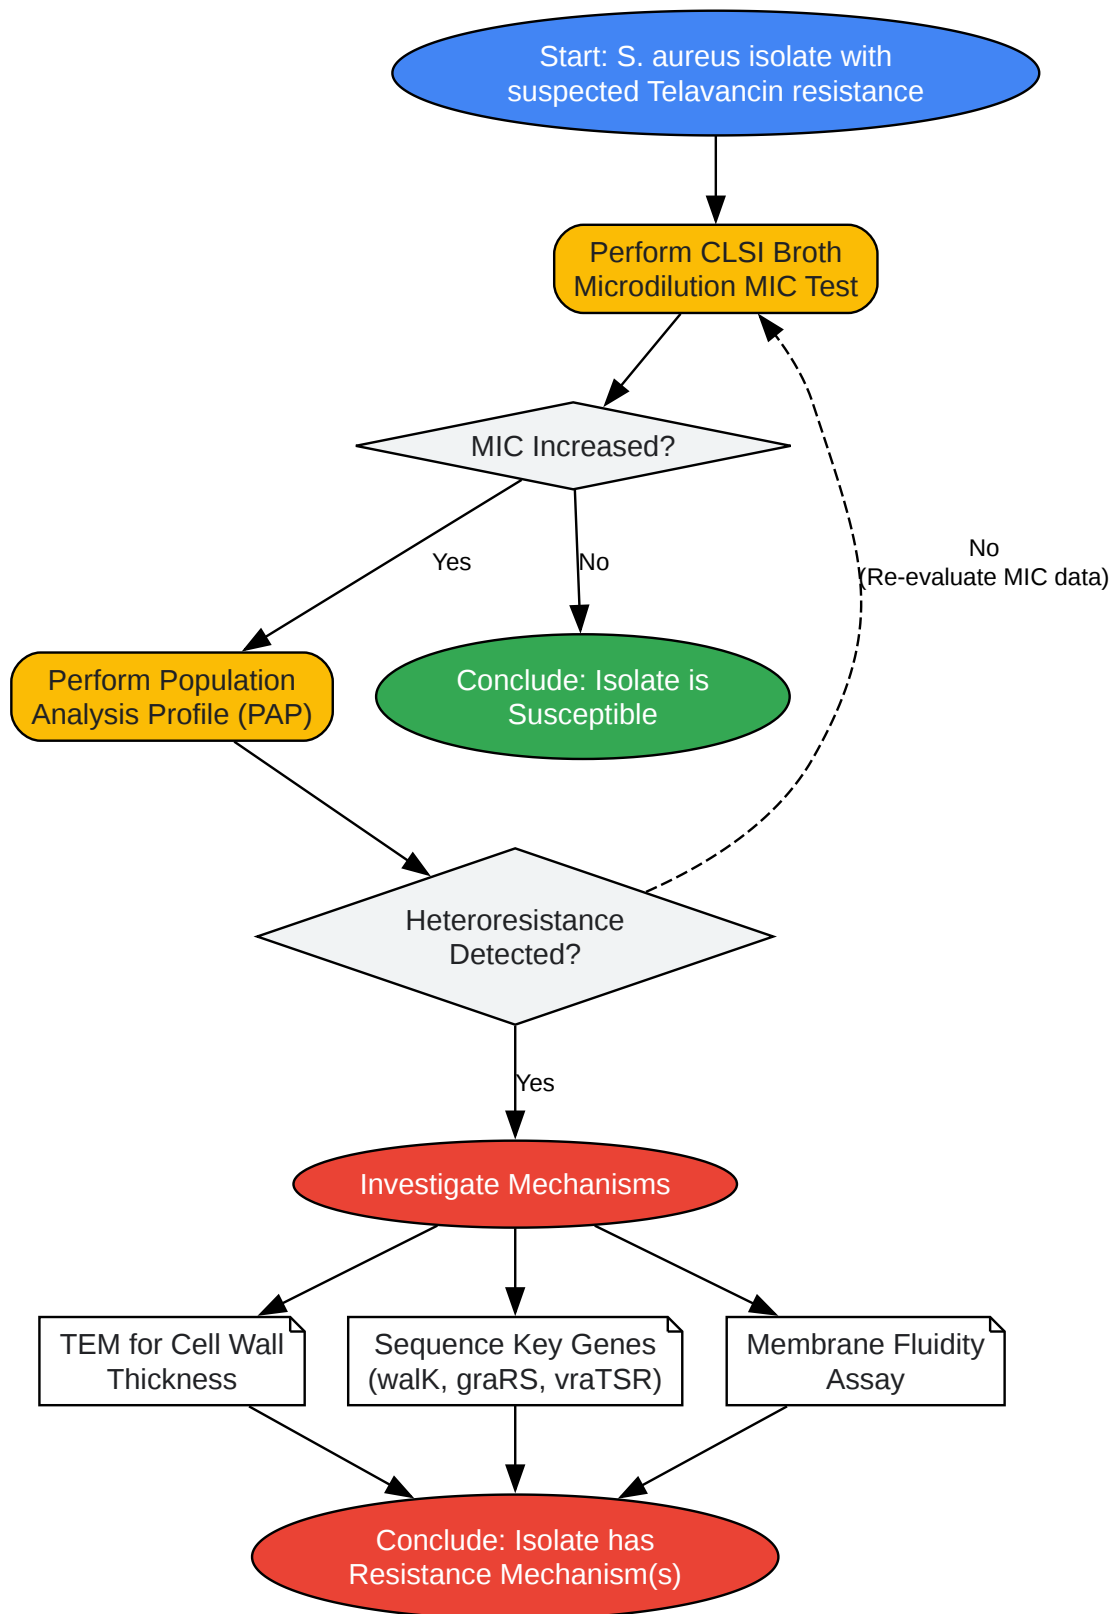 Start: S. aureus isolate with
suspected Telavancin resistance
Perform CLSI Broth
Microdilution MIC Test
MIC Increased?
Yes
No
No
(Re-evaluate MIC data)
Perform Population
Analysis Profile (PAP)
Conclude: Isolate is
Susceptible
Heteroresistance
Detected?
Yes
Investigate Mechanisms
TEM for Cell Wall
Thickness
Sequence Key Genes
(walK, graRS, vraTSR)
Membrane Fluidity
Assay
Conclude: Isolate has
Resistance Mechanism(s)